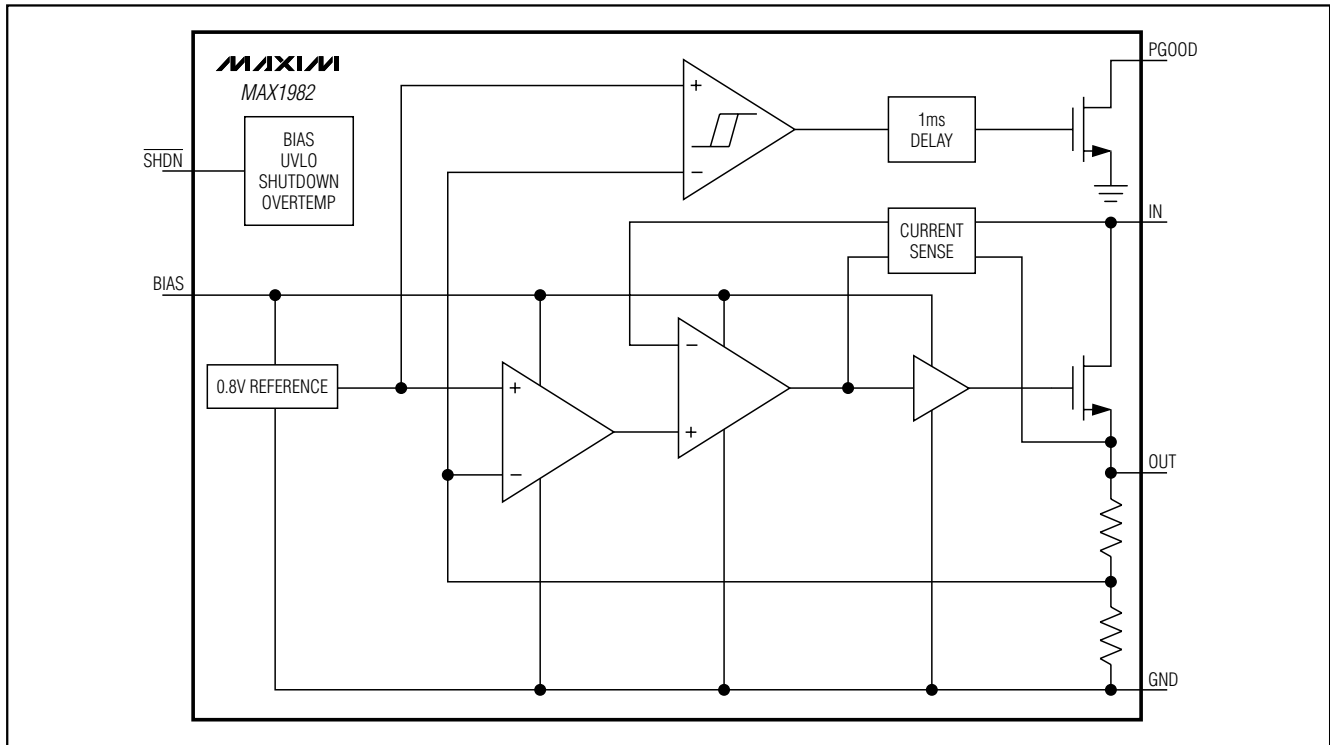 MAXIM
MAX1982
PGOOD
+
1ms
DELAY
BIAS
UVLO
SHUTDOWN
OVERTEMP
SHDN
−
IN
CURRENT
SENSE
BIAS
−
0.8V REFERENCE
+
+
−
OUT
GND